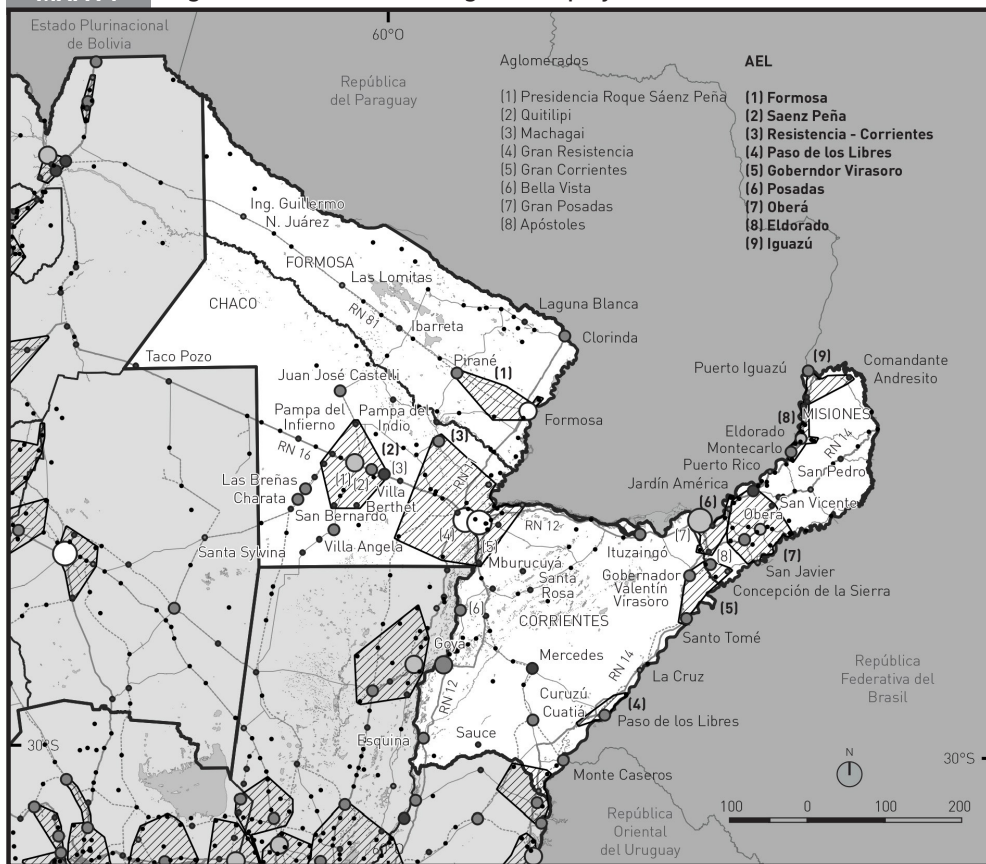 Estado Plurinacional
de Bolivia
60°O
República
del Paraguay
Aglomerados
(1) Presidencia Roque Sáenz Peña
(2) Quitilipi
(3) Machagai
(4) Gran Resistencia
(5) Gran Corrientes
(6) Bella Vista
(7) Gran Posadas
(8) Apóstoles
AEL
(1) Formosa
(2) Saenz Peña
(3) Resistencia - Corrientes
(4) Paso de los Libres
(5) Goberndor Virasoro
(6) Posadas
(7) Oberá
(8) Eldorado
(9) Iguazú
Ing. Guillermo
N. Juárez
FORMOSA
Las Lomitas
CHACO
RN 81
Laguna Blanca
Ibarreta
Clorinda
Taco Pozo
Pirané
(1)
Juan José Castelli
Formosa
Puerto Iguazú
(9)
Comandante
Andresito
Pampa del
Infierno
Pampa del
Indio
(8)
MISIONES
RN 16
(2)
(3)
Eldorado
Montecarlo
RN 14
Las Breñas
(1)
(2)
(3)
Puerto Rico
San Pedro
Charata
Villa
Berthet
Jardín América
San Vicente
San Bernardo
RN 12
(6)
Oberá
Santa Sylwina
Villa Angela
(4)
(5)
Ituzaingó
(7)
(8)
(7)
San Javier
Mburucuyá
Santa
Rosa
Gobernador
Valentín
Virasoro
Concepción de la Sierra
(5)
(6)
CORRIENTES
Santo Tomé
Goya
Mercedes
RN 14
La Cruz
República
Federativa del
Brasil
RN 12
Curuzú
Cuatiá
(4)
Paso de los Libres
30°S
Esquina
Sauce
30°S
Monte Caseros
N
República
Oriental
del Uruguay
100
0
100
200